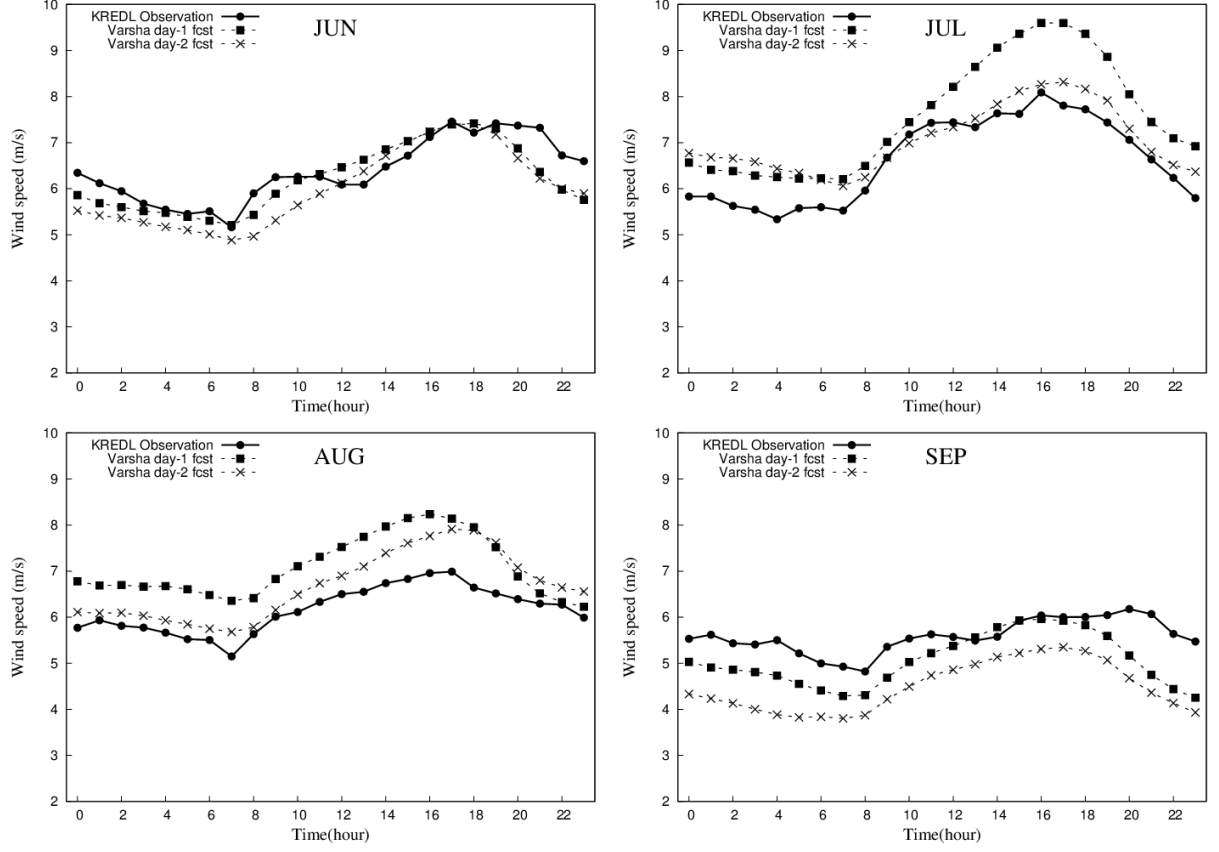 KREDL Observation
Varsha day-1 fcst
Varsha day-2 fcst
JUN
Wind speed (m/s)
10
9
8
7
6
5
4
3
2
0 2 4 6 8 10 12 14 16 18 20 22
Time(hour)
KREDL Observation
Varsha day-1 fcst
Varsha day-2 fcst
JUL
Wind speed (m/s)
10
9
8
7
6
5
4
3
2
0 2 4 6 8 10 12 14 16 18 20 22
Time(hour)
KREDL Observation
Varsha day-1 fcst
Varsha day-2 fcst
AUG
Wind speed (m/s)
10
9
8
7
6
5
4
3
2
0 2 4 6 8 10 12 14 16 18 20 22
Time(hour)
KREDL Observation
Varsha day-1 fcst
Varsha day-2 fcst
SEP
Wind speed (m/s)
10
9
8
7
6
5
4
3
2
0 2 4 6 8 10 12 14 16 18 20 22
Time(hour)